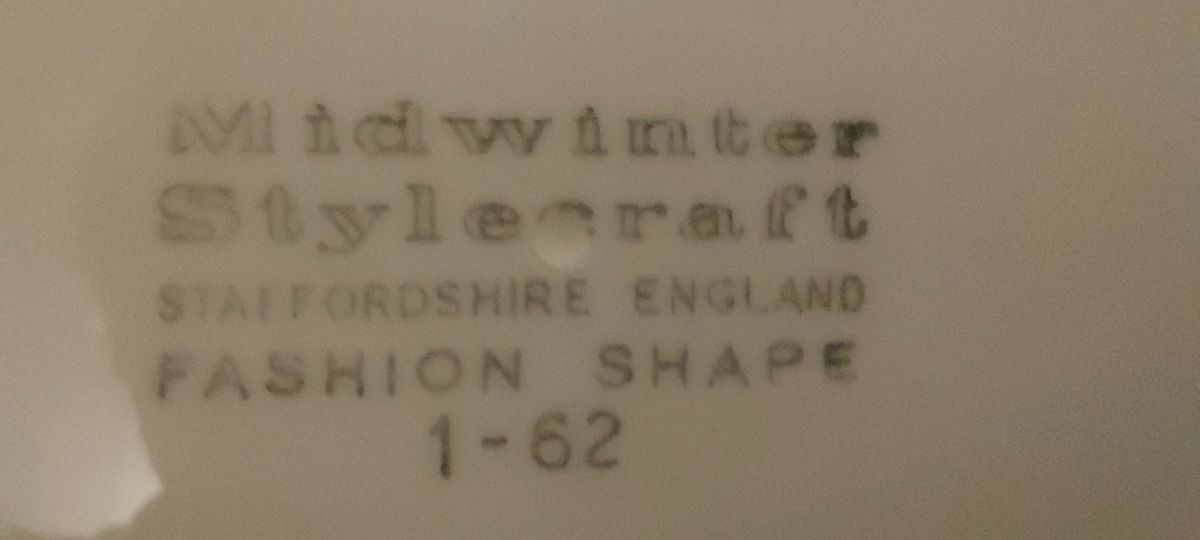 Midwinter
Stylecraft
STAFFORDSHIRE ENGLAND
FASHION SHAPE
1-62